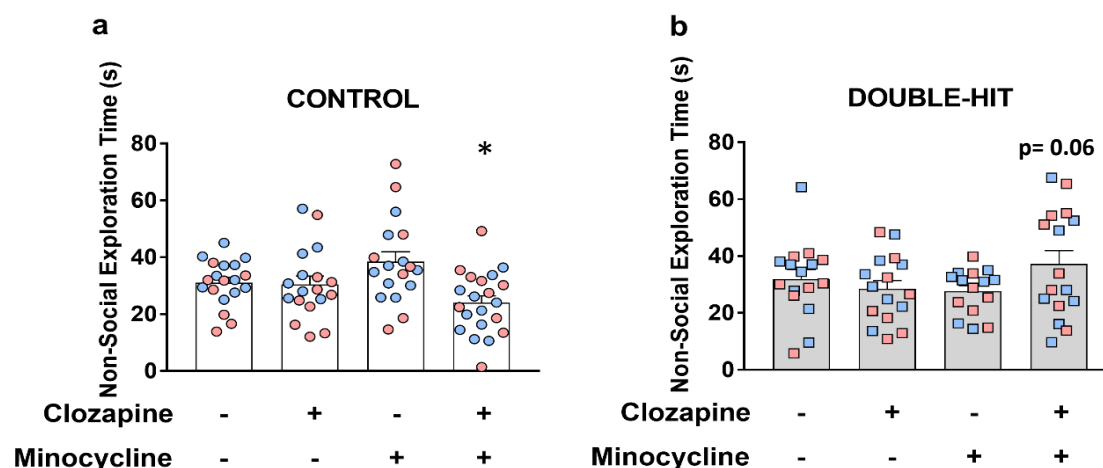 a
CONTROL
Non-Social Exploration Time (s)
80
60
40
20
0
*
Clozapine - + - +
Minocycline - - + +
b
DOUBLE-HIT
Non-Social Exploration Time (s)
80
60
40
20
0
p= 0.06
Clozapine - + - +
Minocycline - - + +